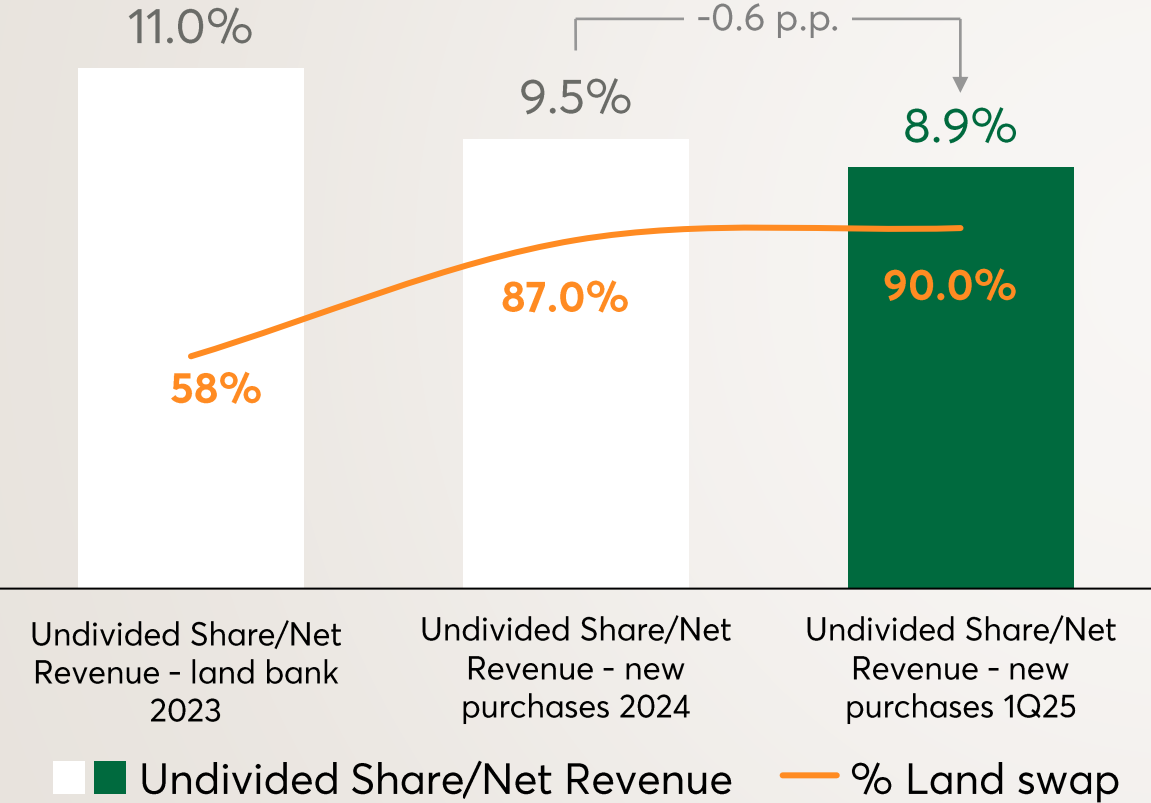 11.0%
-0.6 p.p.
9.5%
8.9%
58%
87.0%
90.0%
Undivided Share/Net
Revenue - land bank
2023
Undivided Share/Net
Revenue - new
purchases 2024
Undivided Share/Net
Revenue - new
purchases 1Q25
Undivided Share/Net Revenue
% Land swap